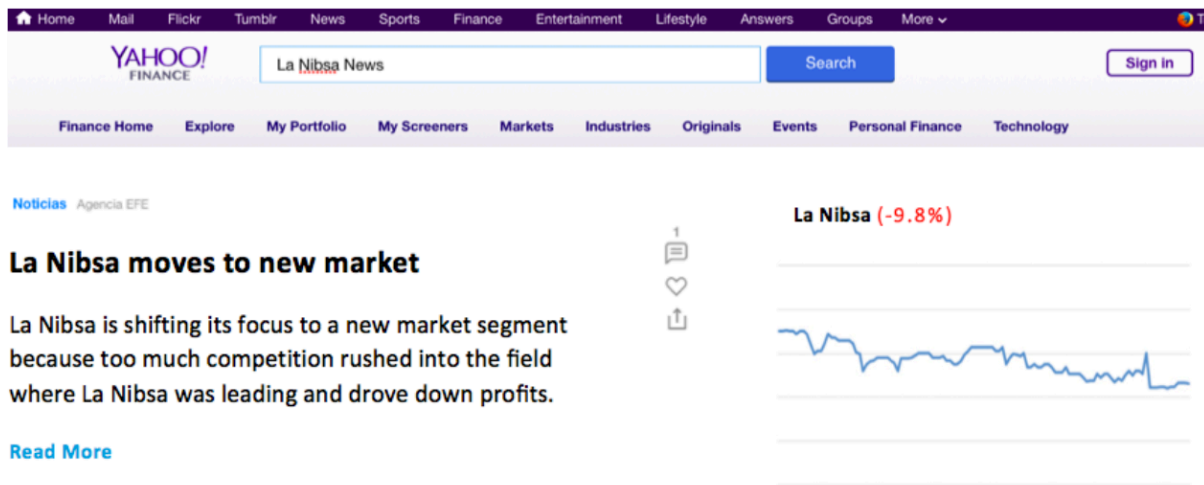 Home Mail Flickr Tumblr News Sports Finance Entertainment Lifestyle Answers Groups More
YAHOO!
FINANCE
La Nibsa News
Search
Sign in
Finance Home Explore My Portfolio My Screeners Markets Industries Originals Events Personal Finance Technology
Noticias Agencia EFE
La Nibsa (-9.8%)
1
La Nibsa moves to new market
La Nibsa is shifting its focus to a new market segment
because too much competition rushed into the field
where La Nibsa was leading and drove down profits.
Read More